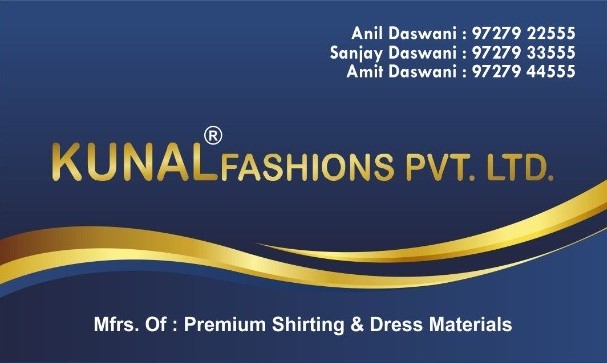 Anil Daswani : 97279 22555
Sanjay Daswani : 97279 33555
Amit Daswani : 97279 44555
KUNAL® FASHIONS PVT. LTD.
Mfrs. Of : Premium Shirting & Dress Materials